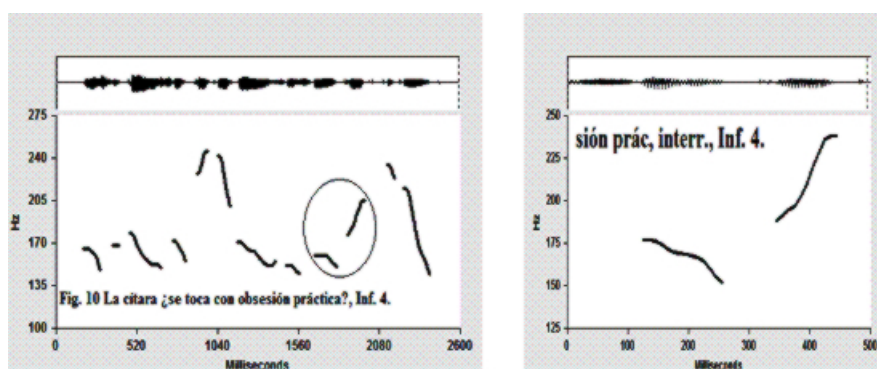 275
240
205
Hz
170
135
100
Fig. 10 La cítara ¿se toca con obsesión práctica?, Inf. 4.
0 520 1040 1560 2080 2600
Milliseconds
250
sión prác, interr., Inf. 4.
225
200
Hz
175
150
125
0 100 200 300 400 500
Milliseconds